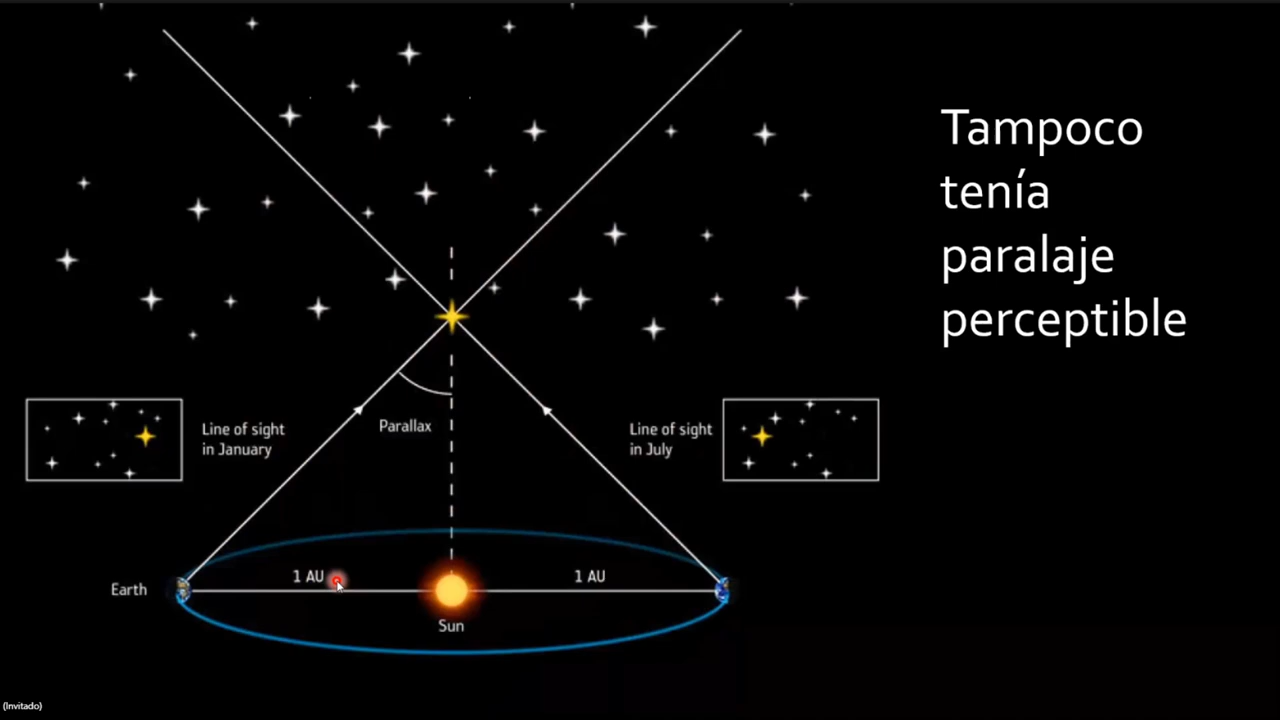 Tampoco
tenía
paralaje
perceptible
Line of sight
in January
Parallax
Line of sight
in July
1 AU
1 AU
Earth
Sun
(Invitado)